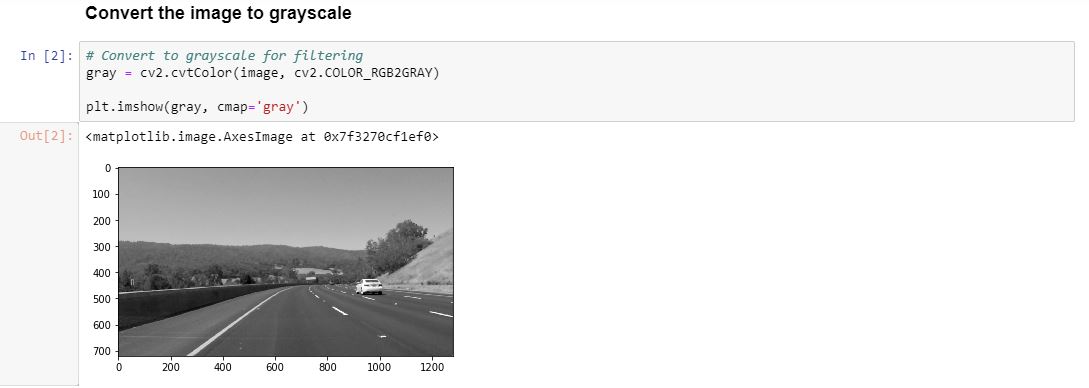 Convert the image to grayscale
In [2]: # Convert to grayscale for filtering
gray = cv2.cvtColor(image, cv2.COLOR_RGB2GRAY)
plt.imshow(gray, cmap='gray')
Out[2]: <matplotlib.image.AxesImage at 0x7f3270cf1ef0>
0
100
200
300
400
500
600
700
0 200 400 600 800 1000 1200